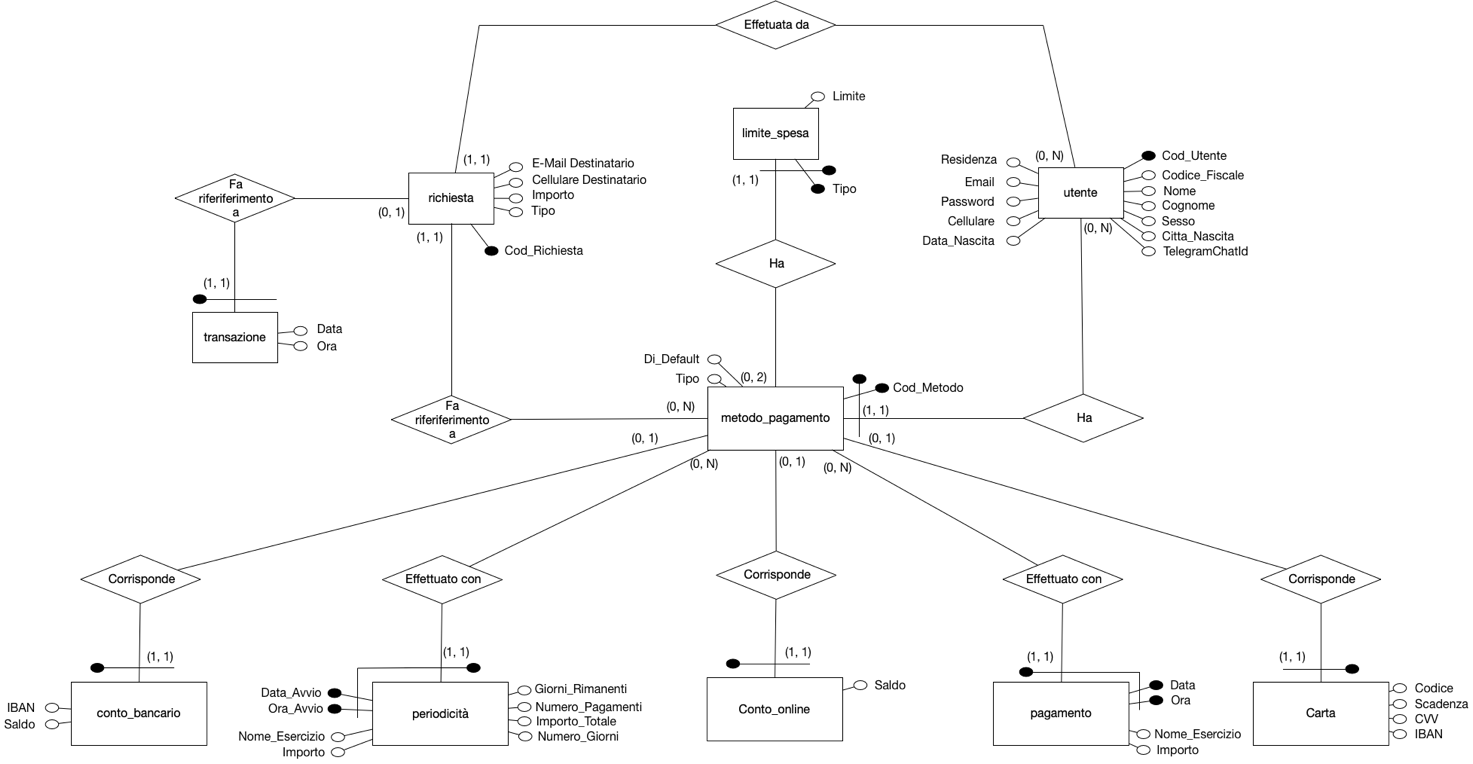 Effetuata da
Limite
limite_spesa
(1, 1)
Tipo
(1, 1)
E-Mail Destinatario
Cellulare Destinatario
Importo
Tipo
richiesta
Cod_Richiesta
(0, 1)
(1, 1)
Fa
riferiferimento
a
(1, 1)
transazione
Data
Ora
(0, N)
Residenza
Email
Password
Cellulare
Data_Nascita
utente
Cod_Utente
Codice_Fiscale
Nome
Cognome
Sesso
Citta_Nascita
TelegramChatId
(0, N)
Ha
Di_Default
Tipo
(0, 2)
Cod_Metodo
metodo_pagamento
(0, N)
(1, 1)
Fa
riferiferimento
a
Ha
(0, 1)
(0, N)
(0, 1)
(0, N)
(0, 1)
Corrisponde
Effettuato con
Corrisponde
Effettuato con
Corrisponde
(1, 1)
(1, 1)
(1, 1)
(1, 1)
(1, 1)
IBAN
Saldo
conto_bancario
Data_Avvio
Ora_Avvio
Nome_Esercizio
Importo
periodicità
Giorni_Rimanenti
Numero_Pagamenti
Importo_Totale
Numero_Giorni
Conto_online
Saldo
pagamento
Data
Ora
Nome_Esercizio
Importo
Carta
Codice
Scadenza
CVV
IBAN